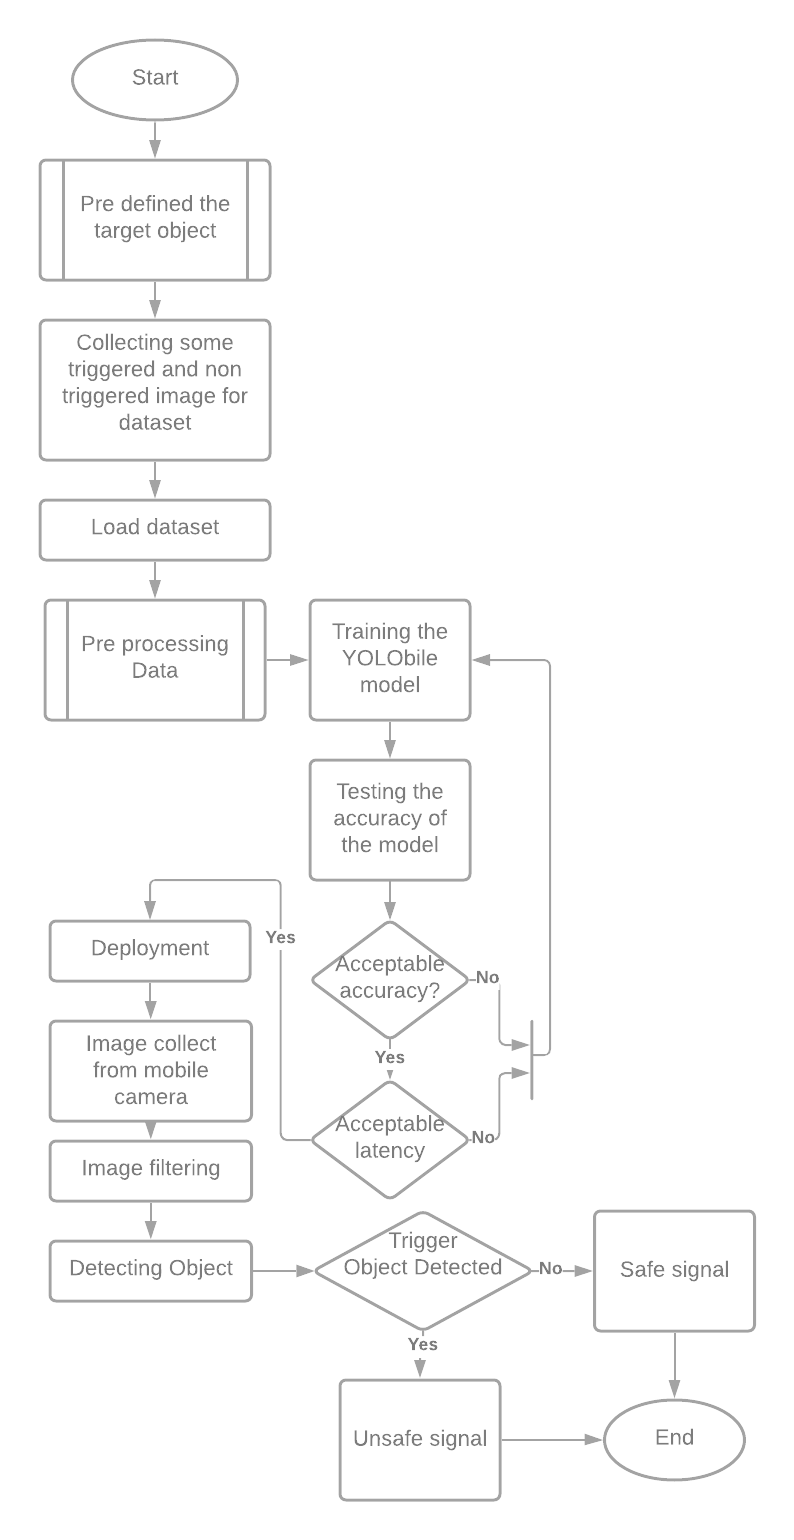 Start
Pre defined the
target object
Collecting some
triggered and non
triggered image for
dataset
Load dataset
Pre processing
Data
Training the
YOLObile
model
Testing the
accuracy of
the model
Acceptable
accuracy?
No
Yes
Acceptable
latency
No
Yes
Deployment
Image collect
from mobile
camera
Image filtering
Detecting Object
Trigger
Object Detected
No
Safe signal
Yes
Unsafe signal
End